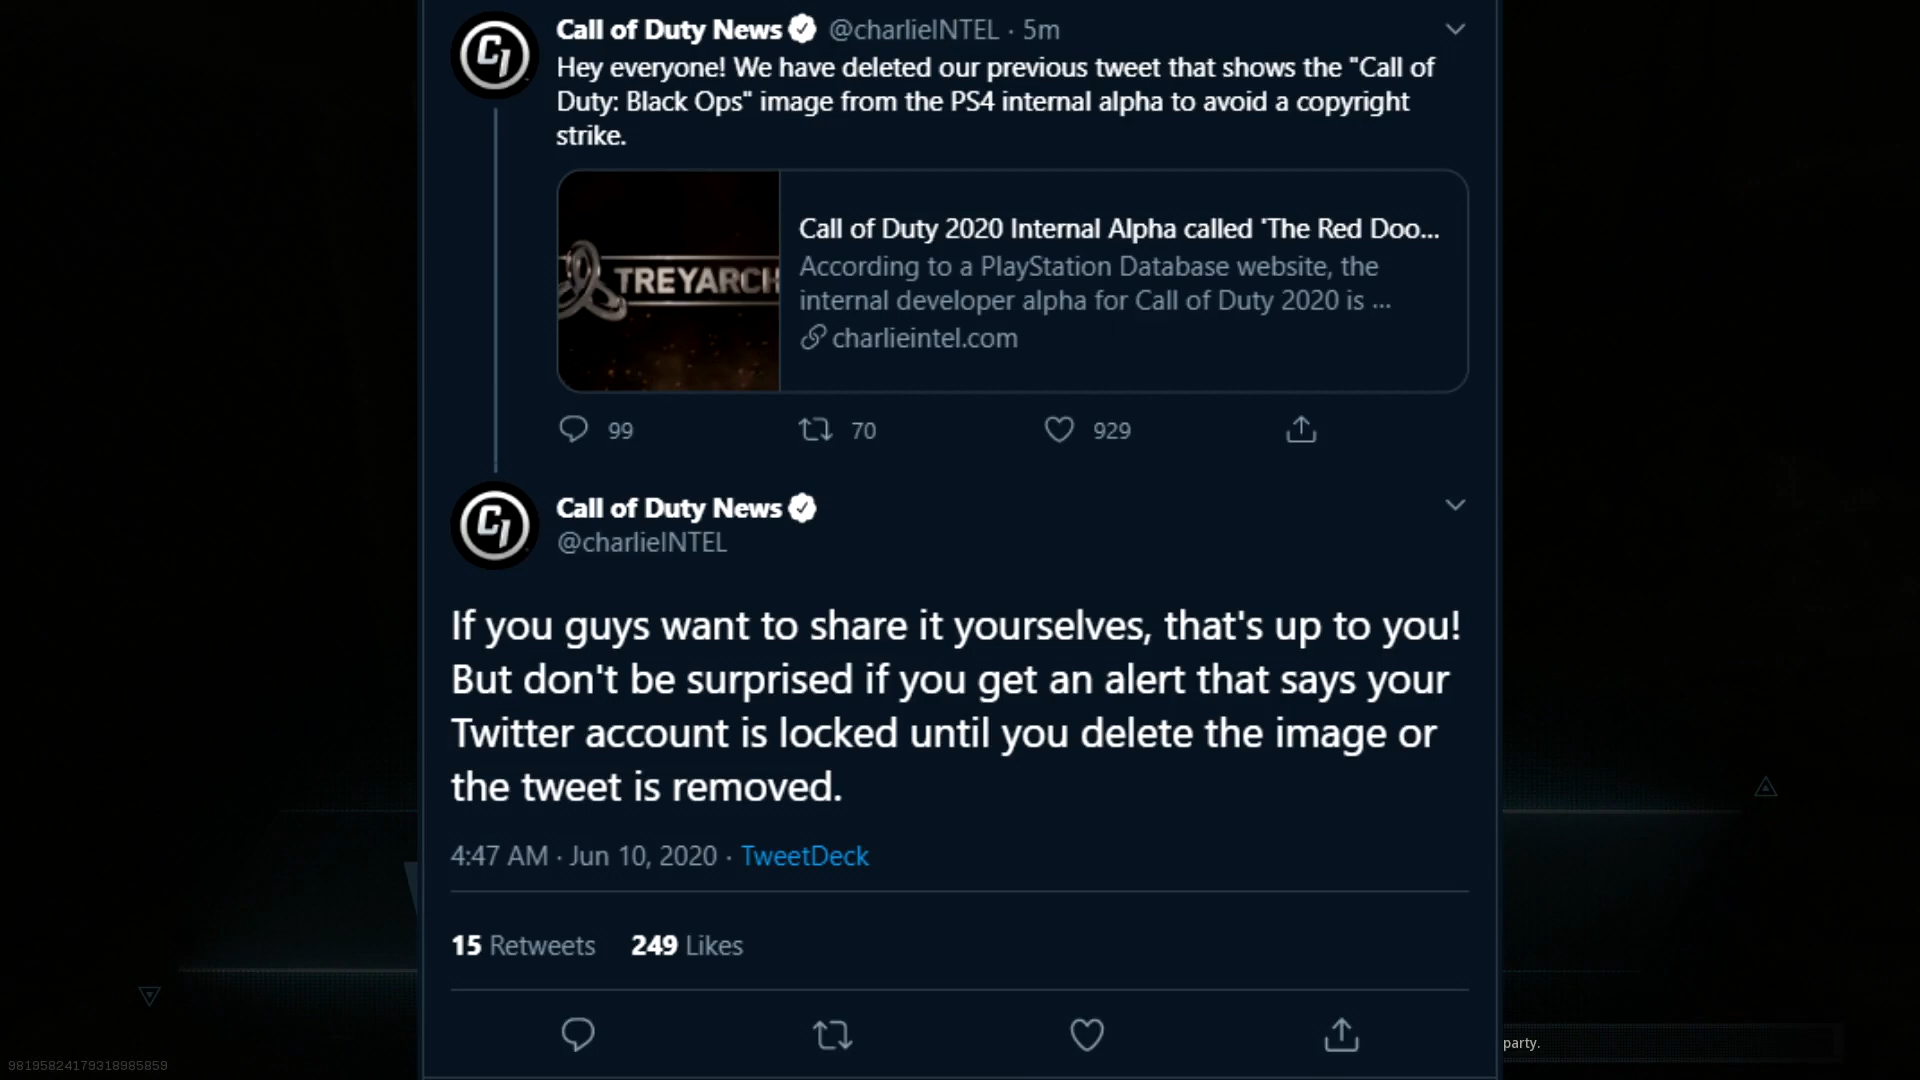 Call of Duty News @charlieINTEL · 5m
Hey everyone! We have deleted our previous tweet that shows the "Call of
Duty: Black Ops" image from the PS4 internal alpha to avoid a copyright
strike.
TREYARCH
Call of Duty 2020 Internal Alpha called 'The Red Doo...
According to a PlayStation Database website, the
internal developer alpha for Call of Duty 2020 is ...
charlieintel.com
99 70 929
Call of Duty News
@charlieINTEL
If you guys want to share it yourselves, that's up to you!
But don't be surprised if you get an alert that says your
Twitter account is locked until you delete the image or
the tweet is removed.
4:47 AM · Jun 10, 2020 · TweetDeck
15 Retweets 249 Likes
party.
98195824179318985859